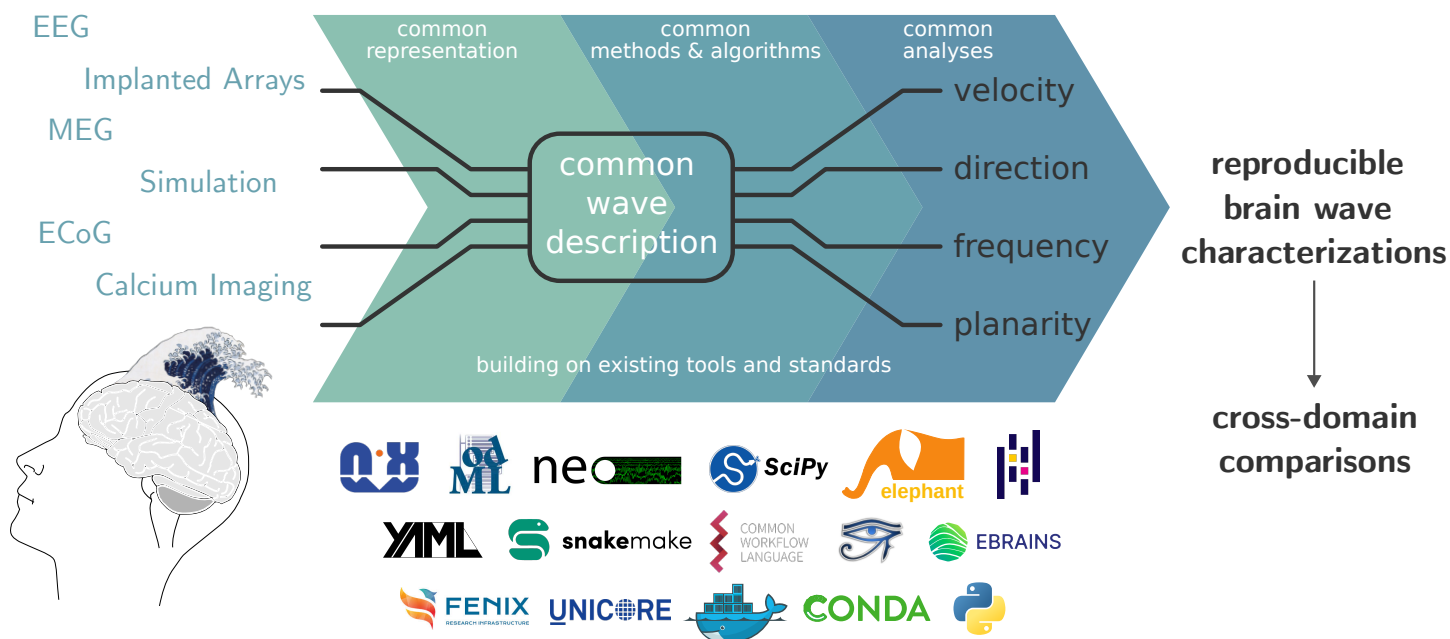 EEG
Implanted Arrays
MEG
Simulation
ECoG
Calcium Imaging
common
representation
common
methods & algorithms
common
analyses
common
wave
description
velocity
direction
frequency
planarity
building on existing tools and standards
reproducible
brain wave
characterizations
cross-domain
comparisons
nix
odML
neo
SciPy
elephant
YAML
snakemake
COMMON
WORKFLOW
LANGUAGE
EBRAINS
FENIX
RESEARCH INFRASTRUCTURE
UNICORE
CONDA